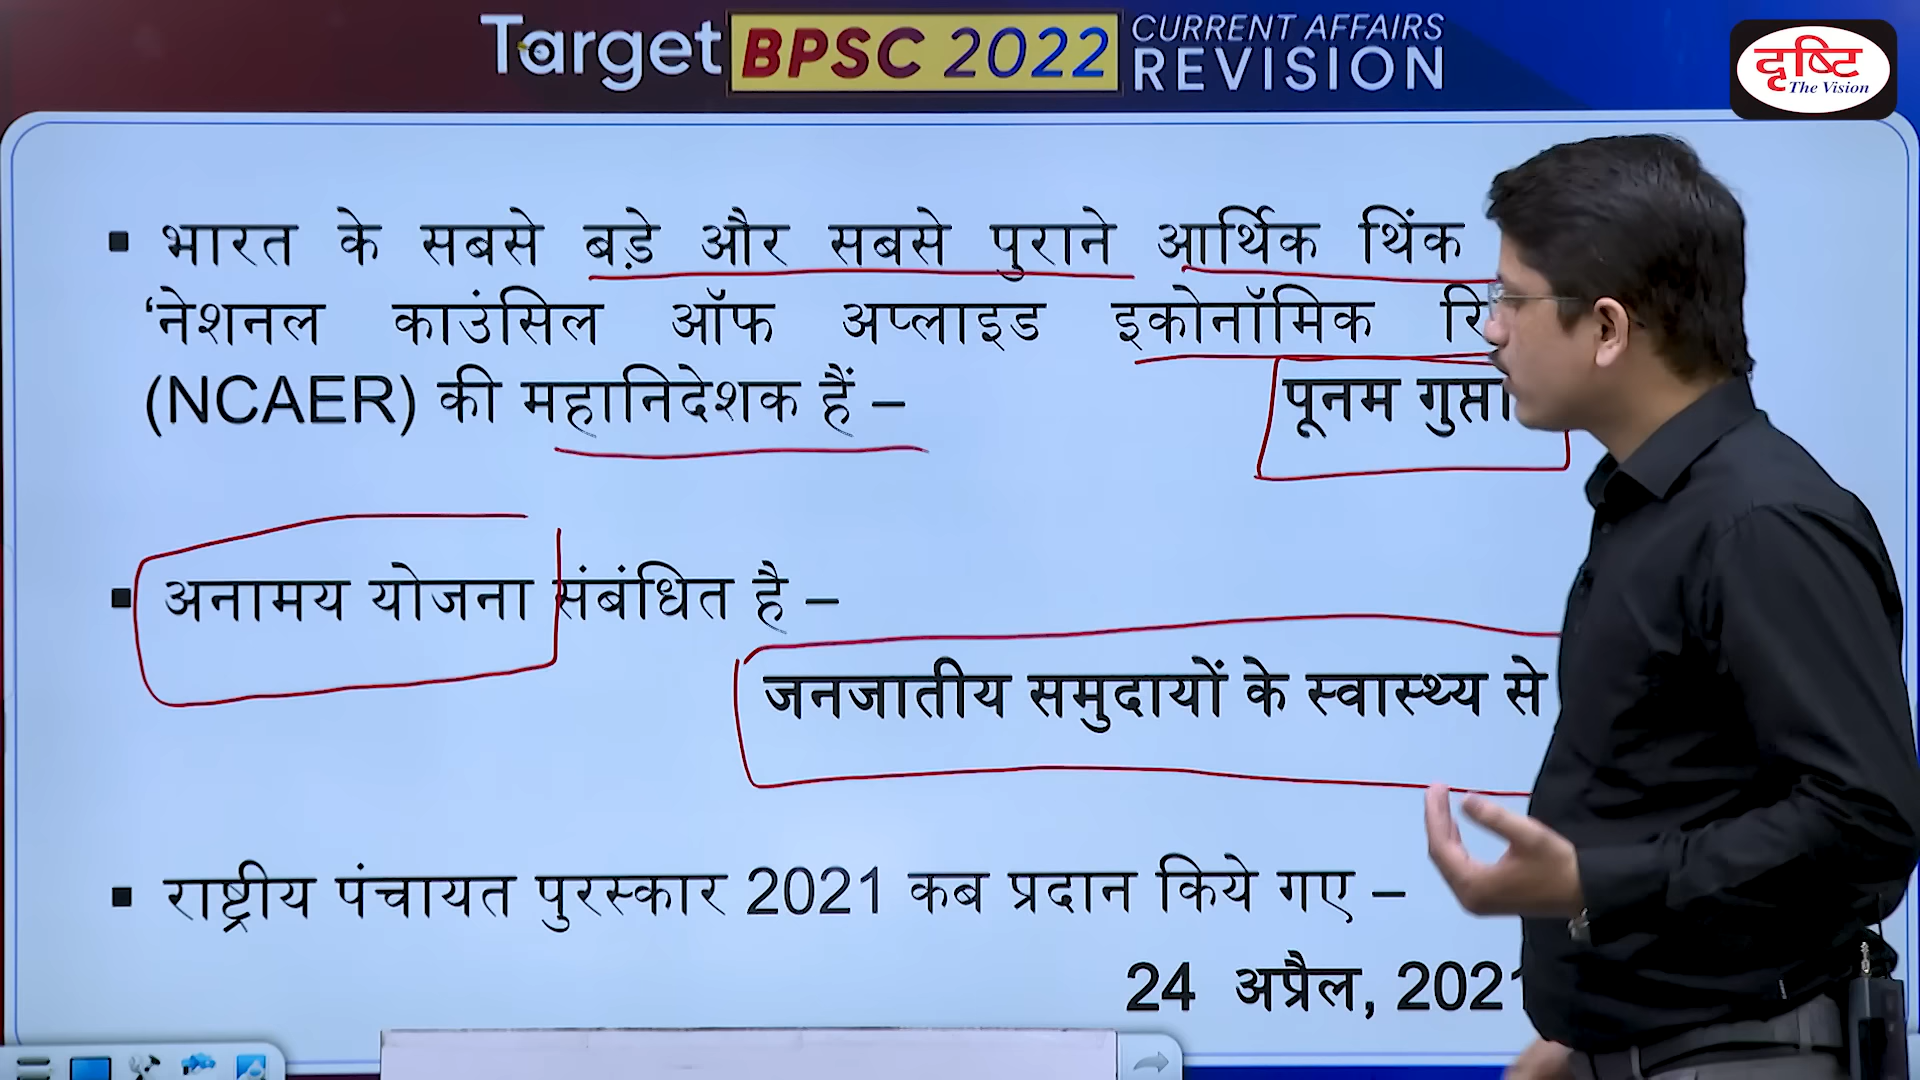 Target BPSC 2022 CURRENT AFFAIRS REVISION
दृष्टि
The Vision
▪ भारत के सबसे बड़े और सबसे पुराने आर्थिक थिंक
‘नेशनल काउंसिल ऑफ अप्लाइड इकोनॉमिक
(NCAER) की महानिदेशक हैं – पूनम गुप्ता
▪ अनामय योजना संबंधित है –
जनजातीय समुदायों के स्वास्थ्य से
▪ राष्ट्रीय पंचायत पुरस्कार 2021 कब प्रदान किये गए –
24 अप्रैल, 2021